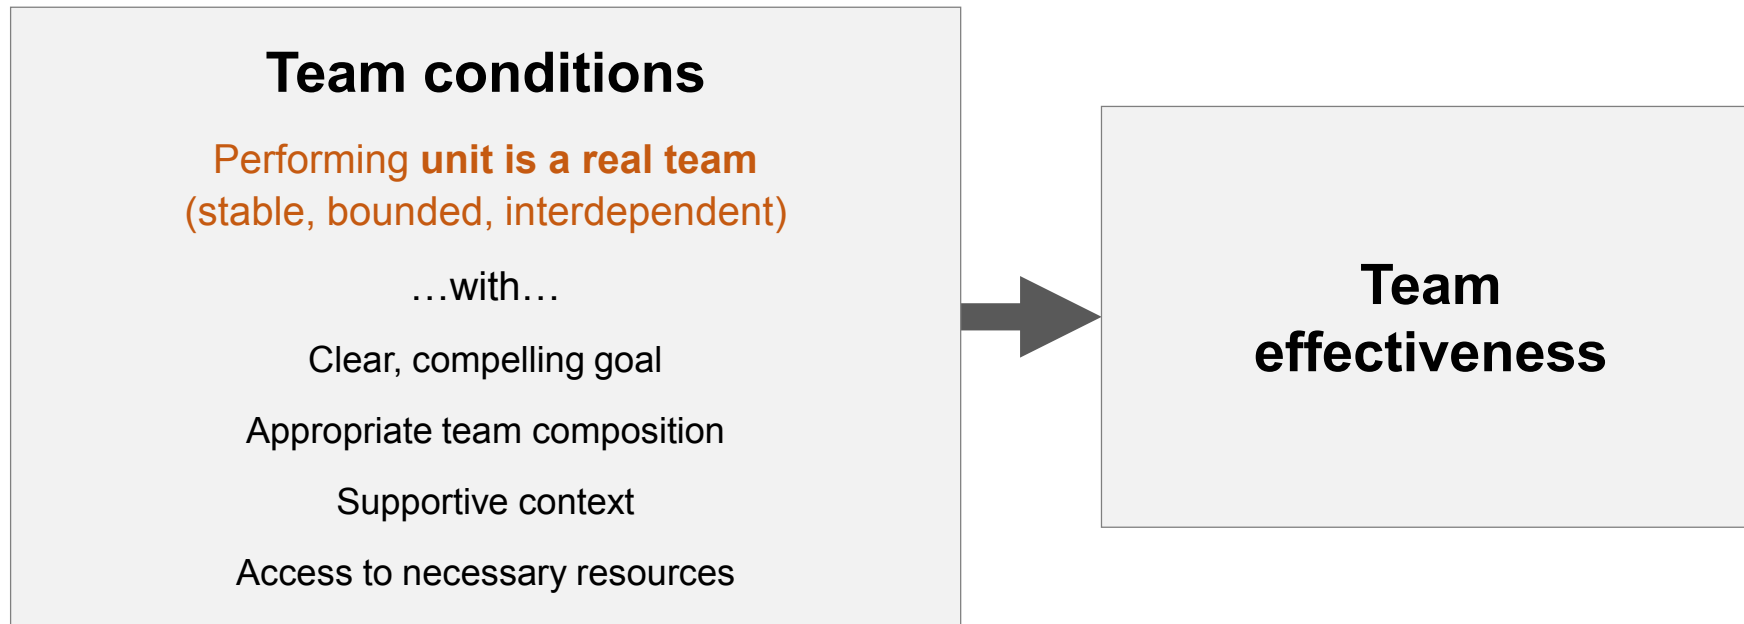 Team conditions
Performing unit is a real team
(stable, bounded, interdependent)
…with…
Clear, compelling goal
Appropriate team composition
Supportive context
Access to necessary resources
Team
effectiveness